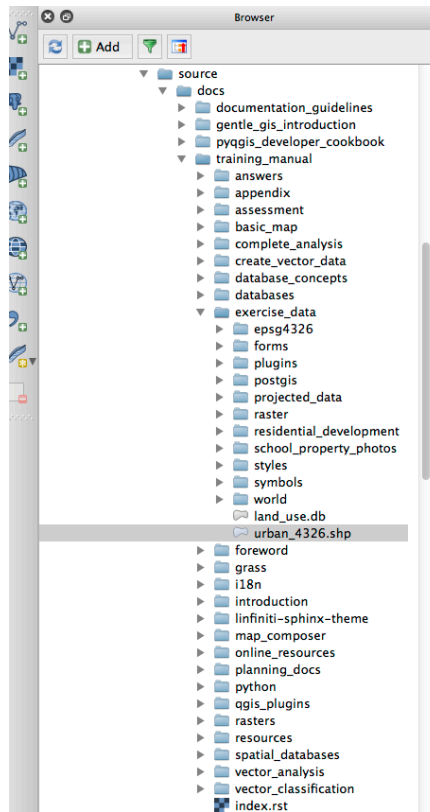 Browser
Add
source
docs
documentation_guidelines
gentle_gis_introduction
pyqgis_developer_cookbook
training_manual
answers
appendix
assessment
basic_map
complete_analysis
create_vector_data
database_concepts
databases
exercise_data
epsg4326
forms
plugins
postgis
projected_data
raster
residential_development
school_property_photos
styles
symbols
world
land_use.db
urban_4326.shp
foreword
grass
i18n
introduction
linfiniti-sphinx-theme
map_composer
online_resources
planning_docs
python
qgis_plugins
rasters
resources
spatial_databases
vector_analysis
vector_classification
index.rst